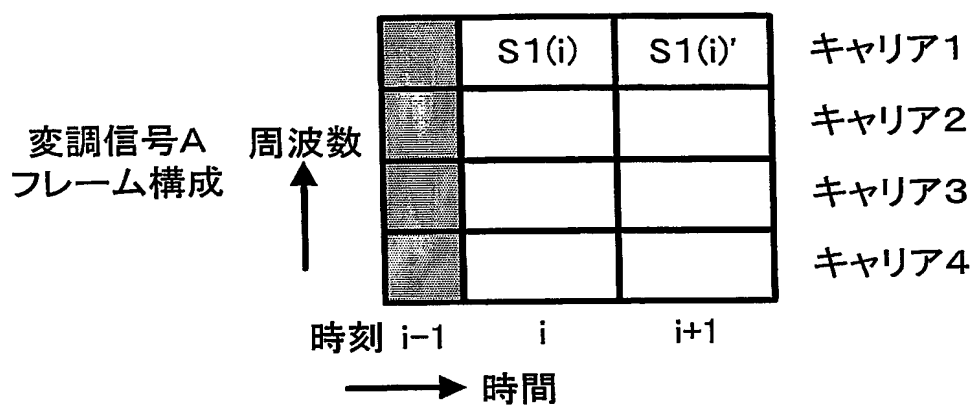 S1(i) S1(i)' キャリア1
キャリア2
変調信号A 周波数
フレーム構成
キャリア3
キャリア4
時刻 i-1 i i+1
時間